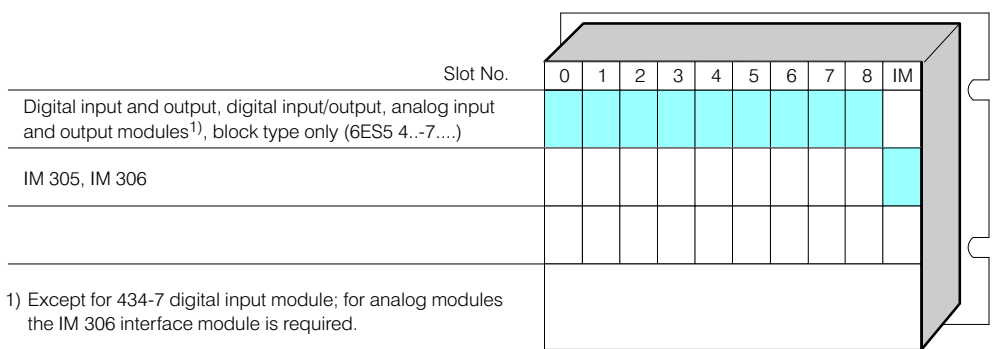 Slot No. 0 1 2 3 4 5 6 7 8 IM
Digital input and output, digital input/output, analog input
and output modules1), block type only (6ES5 4..-7....)
IM 305, IM 306
1) Except for 434-7 digital input module; for analog modules
the IM 306 interface module is required.